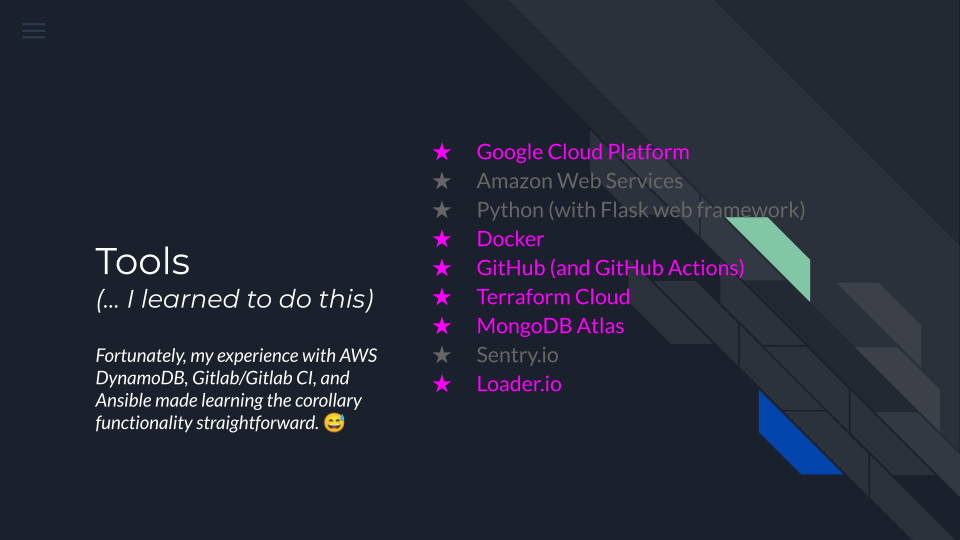 Tools
(... I learned to do this)
Fortunately, my experience with AWS
DynamoDB, Gitlab/Gitlab CI, and
Ansible made learning the corollary
functionality straightforward. 😅
★ Google Cloud Platform
★ Amazon Web Services
★ Python (with Flask web framework)
★ Docker
★ GitHub (and GitHub Actions)
★ Terraform Cloud
★ MongoDB Atlas
★ Sentry.io
★ Loader.io